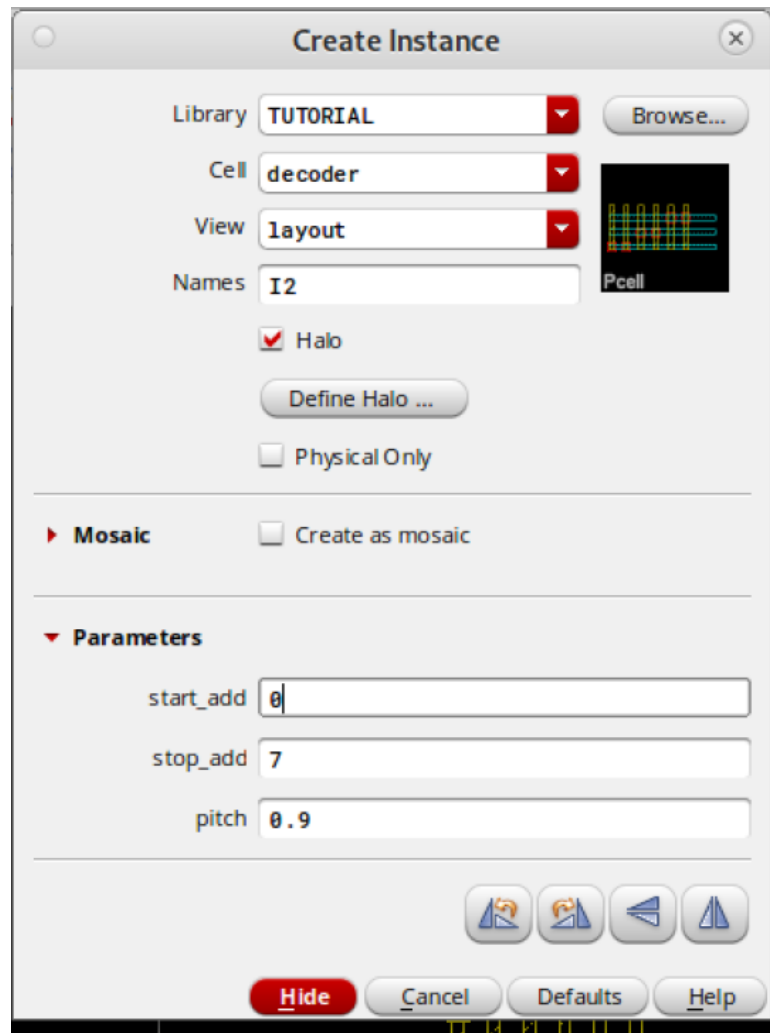 Create Instance
Library TUTORIAL Browse...
Cell decoder
View layout
Pcell
Names I2
Halo
Define Halo ...
Physical Only
Mosaic Create as mosaic
Parameters
start_add 0
stop_add 7
pitch 0.9
Hide Cancel Defaults Help